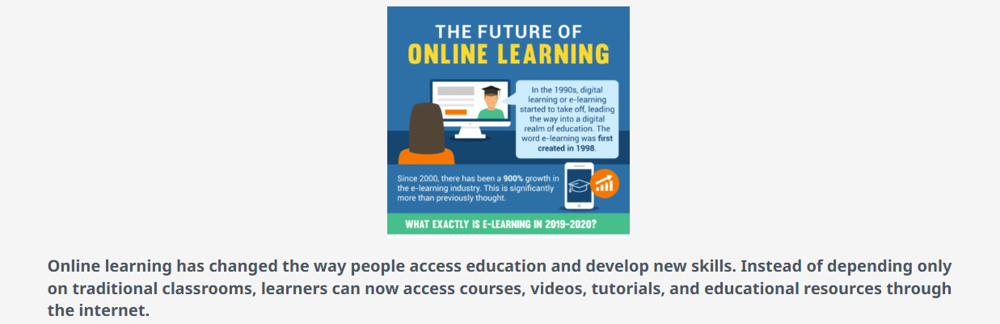 THE FUTURE OF
ONLINE LEARNING
In the 1990s, digital
learning or e-learning
started to take off, leading
the way into a digital
realm of education. The
word e-learning was first
created in 1998.
Since 2000, there has been a 900% growth in
the e-learning industry. This is significantly
more than previously thought.
WHAT EXACTLY IS E-LEARNING IN 2019-2020?
Online learning has changed the way people access education and develop new skills. Instead of depending only
on traditional classrooms, learners can now access courses, videos, tutorials, and educational resources through
the internet.